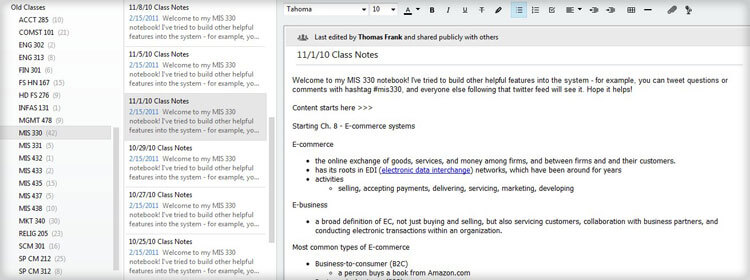 Old Classes
ACCT 285 (10)
COMST 101 (21)
ENG 302 (2)
ENG 313 (8)
FIN 301 (6)
FS HN 167 (15)
HD FS 276 (9)
INFAS 131 (1)
MGMT 478 (9)
MIS 330 (42)
MIS 331 (5)
MIS 432 (1)
MIS 433 (2)
MIS 435 (15)
MIS 437 (5)
MIS 438 (10)
MKT 340 (19)
RELIG 205 (23)
SCM 301 (16)
SP CM 212 (25)
SP CM 312 (8)
11/8/10 Class Notes
2/15/2011 Welcome to my MIS 330
notebook! I've tried to build other helpful
features into the system - for example, yo...
11/5/10 Class Notes
2/15/2011 Welcome to my MIS 330
notebook! I've tried to build other helpful
features into the system - for example, yo...
11/1/10 Class Notes
2/15/2011 Welcome to my MIS 330
notebook! I've tried to build other helpful
features into the system - for example, yo...
10/29/10 Class Notes
2/15/2011 Welcome to my MIS 330
notebook! I've tried to build other helpful
features into the system - for example, yo...
10/27/10 Class Notes
2/15/2011 Welcome to my MIS 330
notebook! I've tried to build other helpful
features into the system - for example, yo...
10/25/10 Class Notes
2/15/2011 Welcome to my MIS 330
notebook! I've tried to build other helpful
features into the system - for example, yo...
Tahoma 10 A B I U T
Last edited by Thomas Frank and shared publicly with others
11/1/10 Class Notes
Welcome to my MIS 330 notebook! I've tried to build other helpful features into the system - for example, you can tweet questions or
comments with hashtag #mis330, and everyone else following that twitter feed will see it. Hope it helps!
Content starts here >>>
Starting Ch. 8 - E-commerce systems
E-commerce
• the online exchange of goods, services, and money among firms, and between firms and and their customers.
• has its roots in EDI (electronic data interchange) networks, which have been around for years
• activities
• selling, accepting payments, delivering, servicing, marketing, developing
E-business
• a broad definition of EC, not just buying and selling, but also servicing customers, collaboration with business partners, and
conducting electronic transactions within an organization.
Most common types of E-commerce
• Business-to-consumer (B2C)
• a person buys a book from Amazon.com